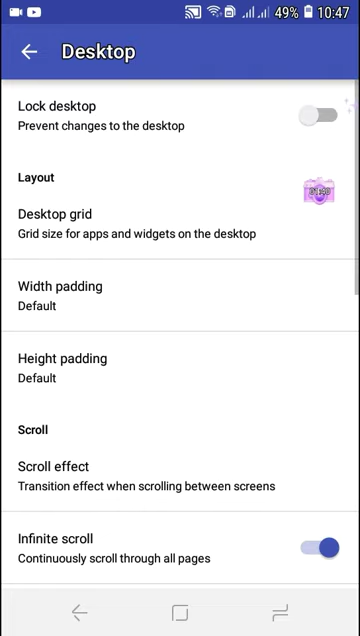 49% 10:47
Desktop
Lock desktop
Prevent changes to the desktop
Layout
Desktop grid
Grid size for apps and widgets on the desktop
Width padding
Default
Height padding
Default
Scroll
Scroll effect
Transition effect when scrolling between screens
Infinite scroll
Continuously scroll through all pages